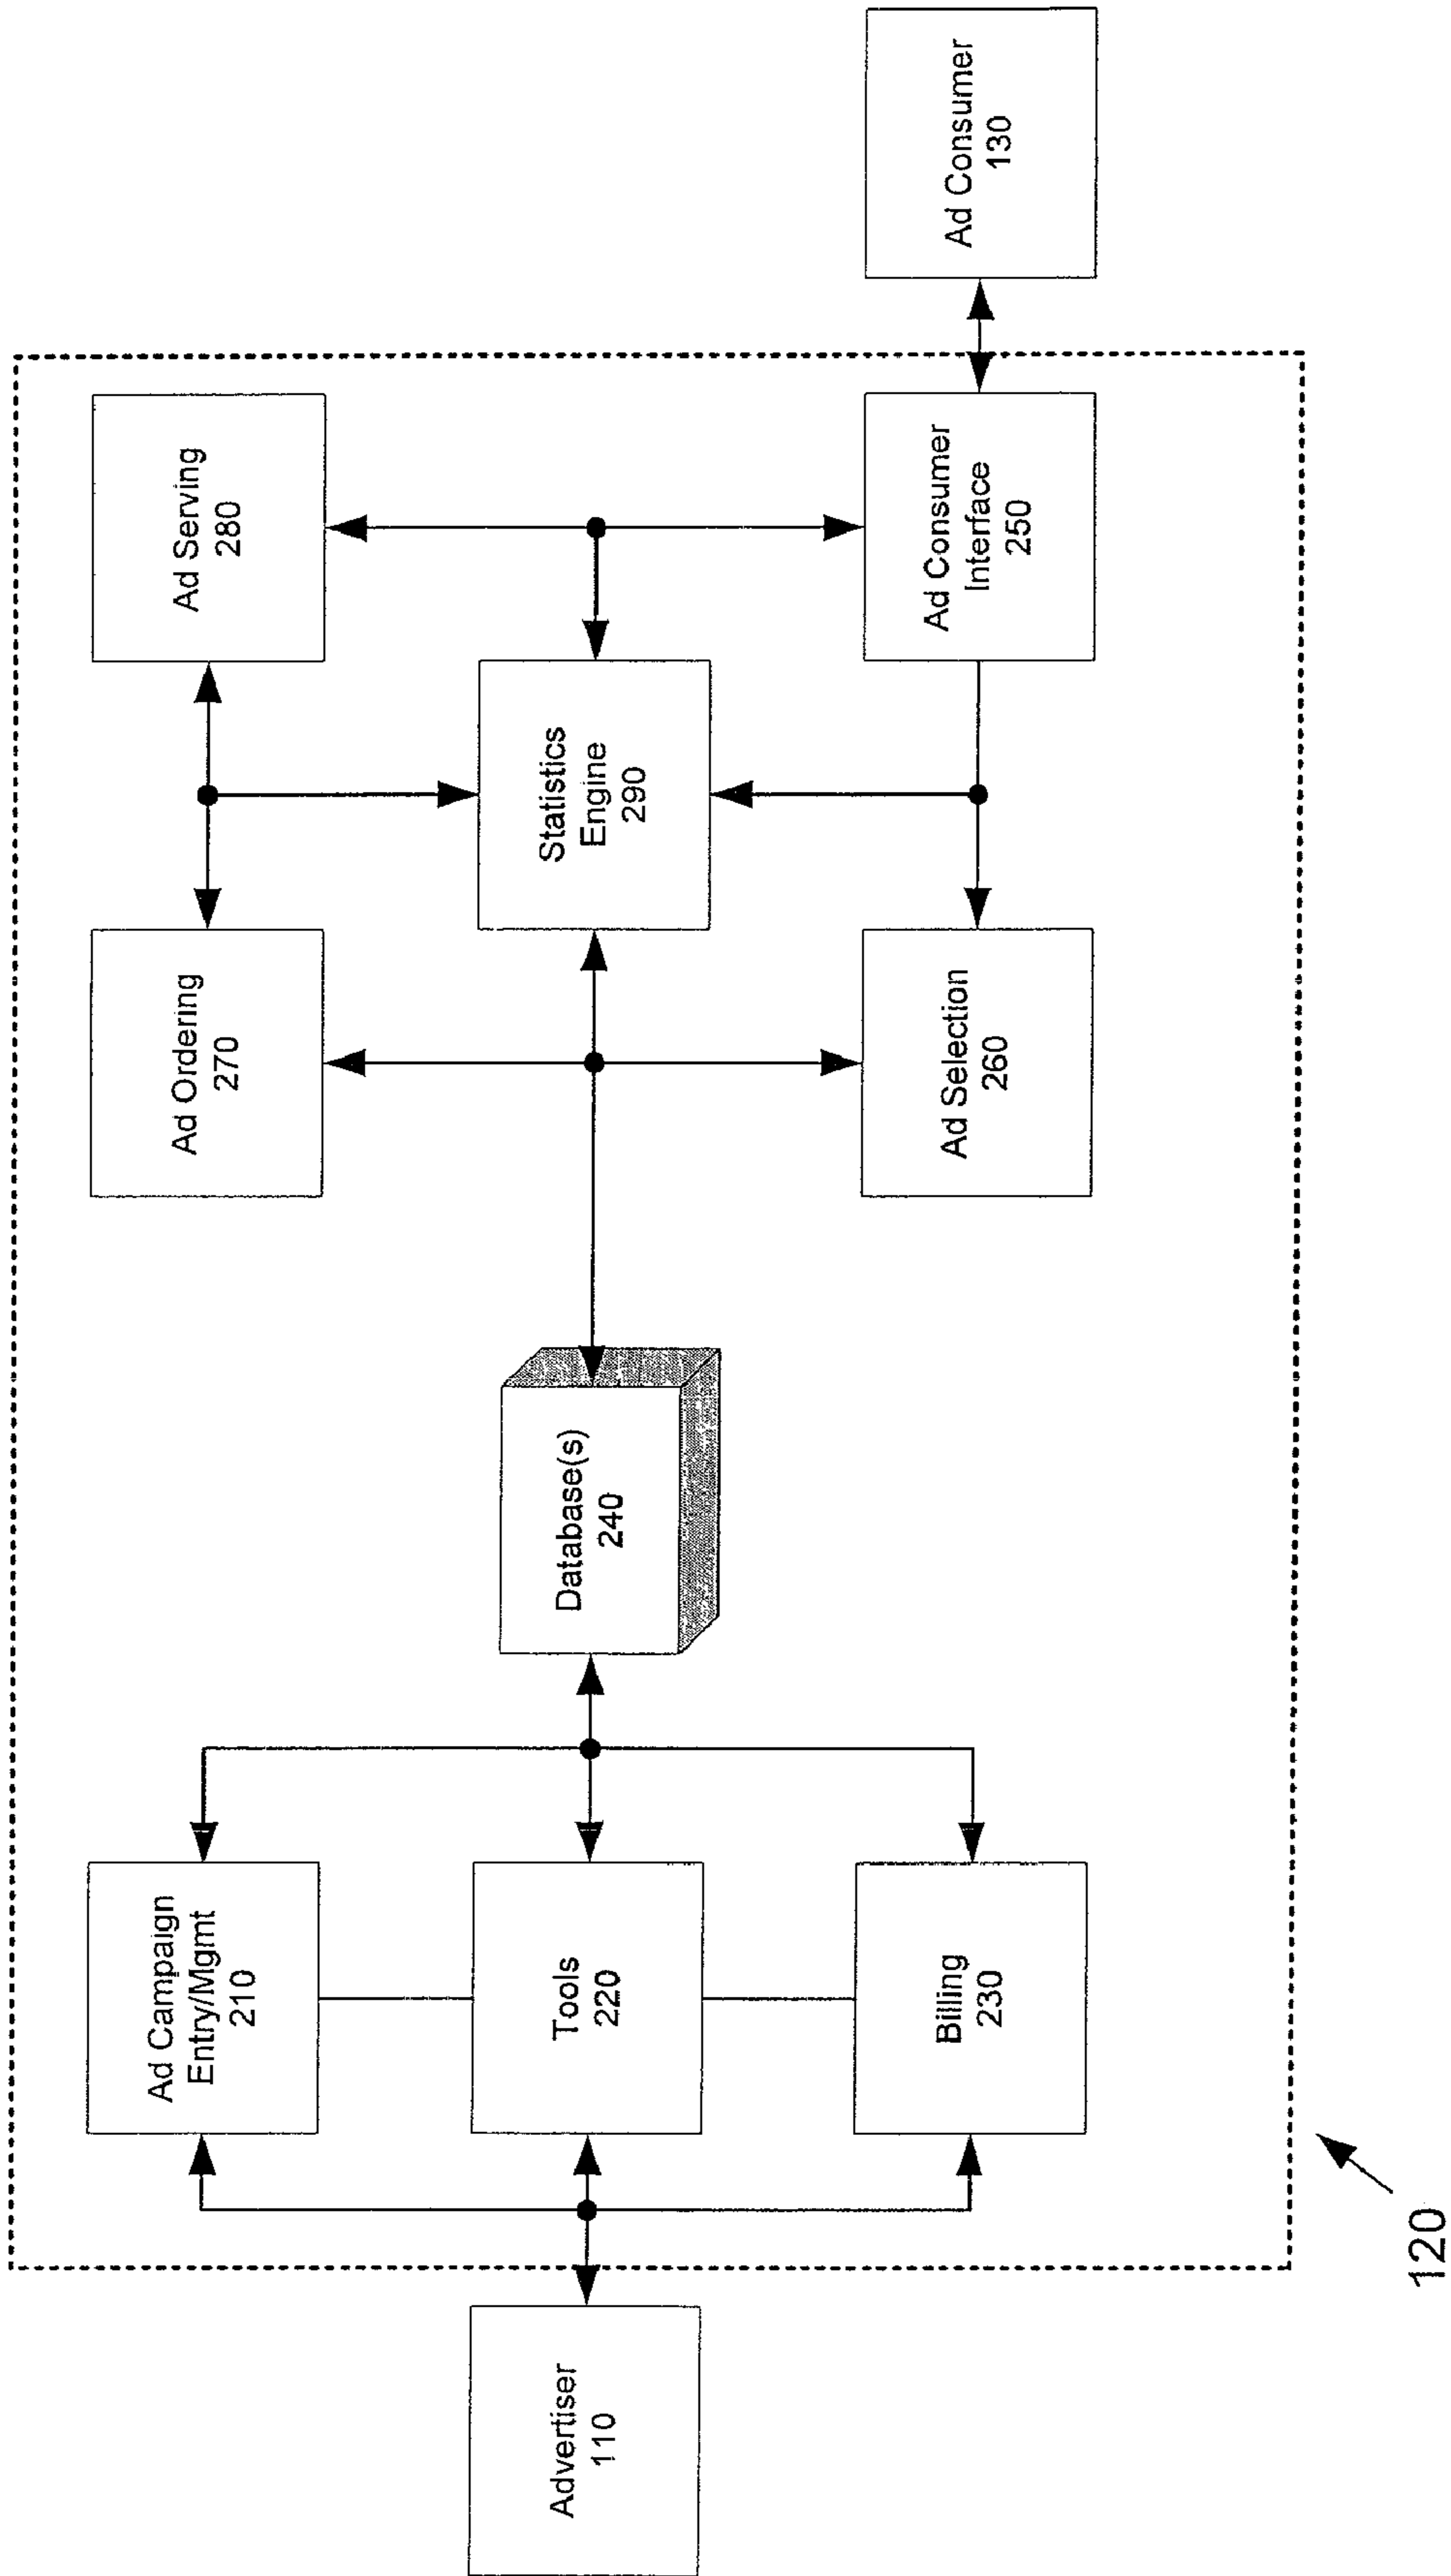 Advertiser
110
Ad Campaign
Entry/Mgmt
210
Tools
220
Billing
230
Database(s)
240
Ad Ordering
270
Ad Serving
280
Statistics
Engine
290
Ad Selection
260
Ad Consumer
Interface
250
Ad Consumer
130
120